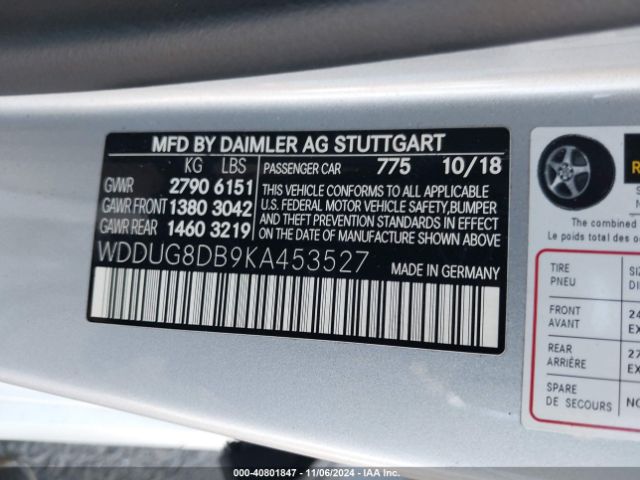 MFD BY DAIMLER AG STUTTGART
KG LBS
GVWR 2790 6151
GAWR FRONT 1380 3042
GAWR REAR 1460 3219
PASSENGER CAR 775 10/18
THIS VEHICLE CONFORMS TO ALL APPLICABLE
U.S. FEDERAL MOTOR VEHICLE SAFETY,BUMPER
AND THEFT PREVENTION STANDARDS IN EFFECT
ON THE DATE OF MANUFACTURE SHOWN ABOVE
WDDUG8DB9KA453527
MADE IN GERMANY
The combined
Le poids tota
TIRE
PNEU
FRONT
AVANT
REAR
ARRIÈRE
SPARE
DE SECOURS
© - 40801847 - 11/06/2024 - IAA Inc.